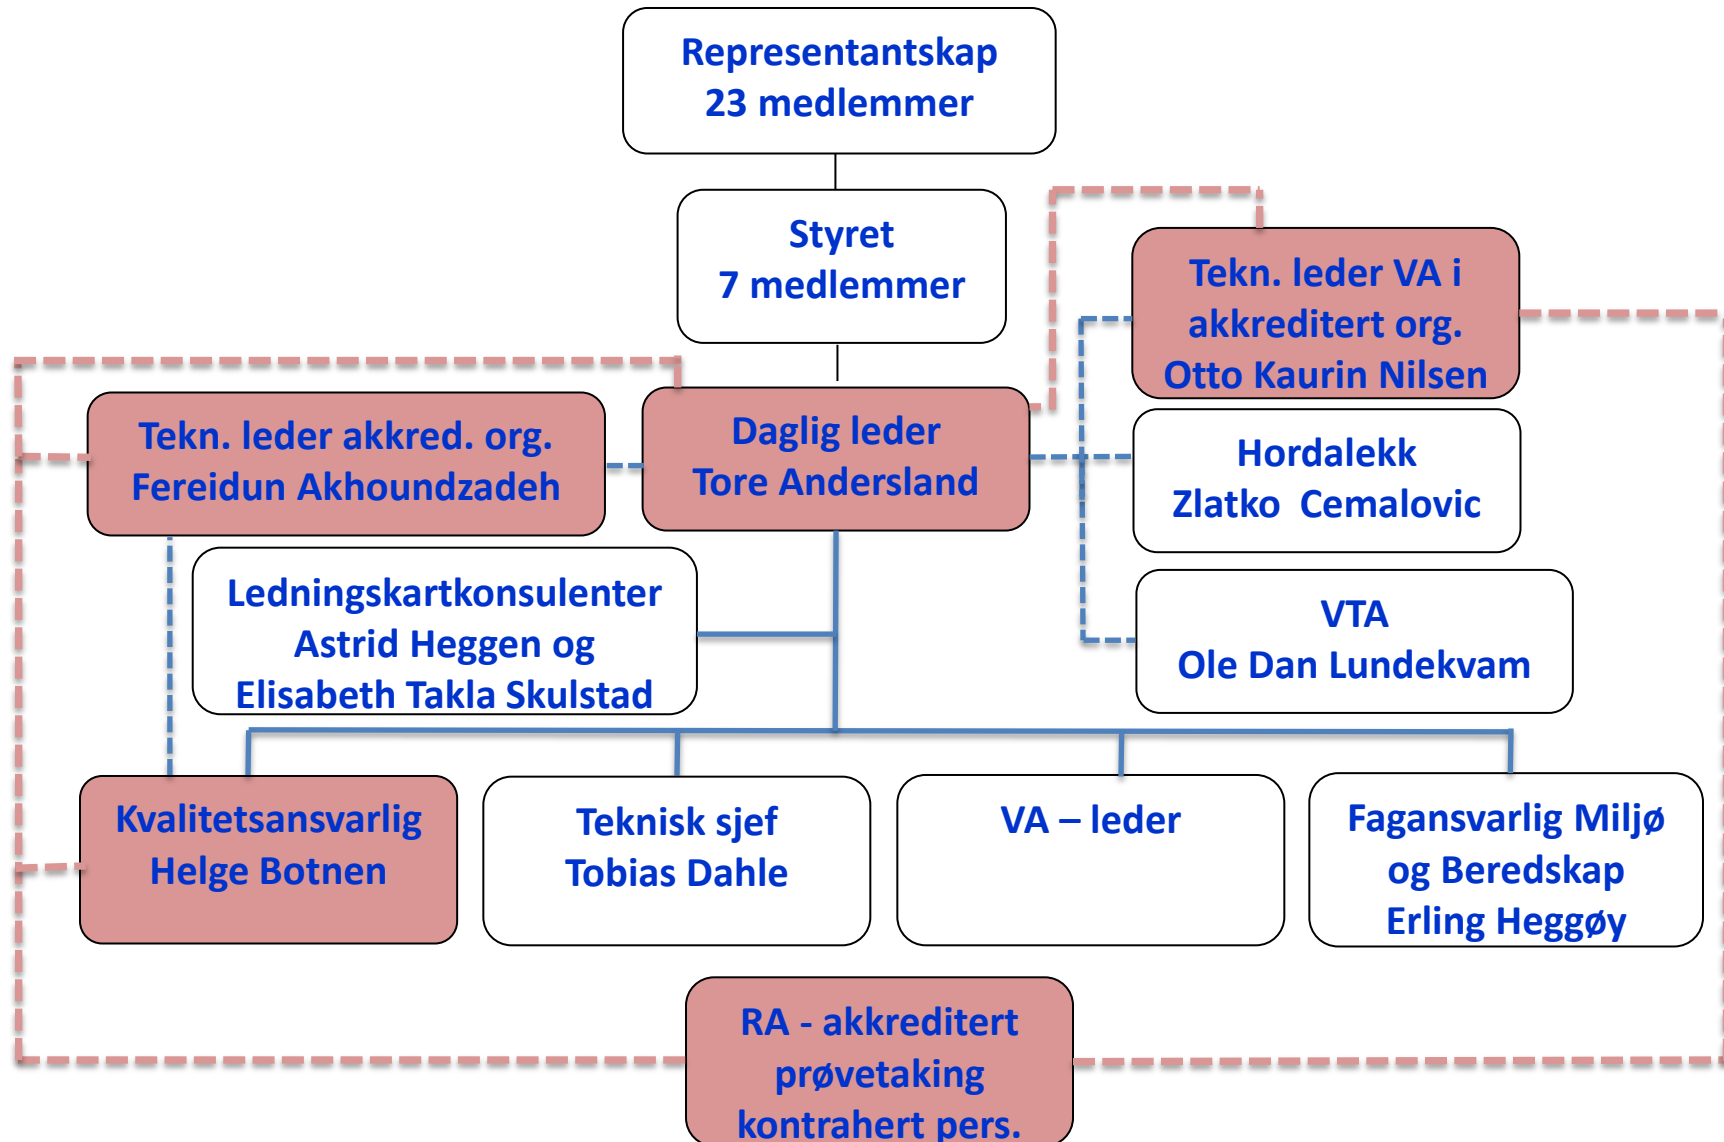 Representantskap
23 medlemmer
Styret
7 medlemmer
Tekn. leder VA i
akkreditert org.
Otto Kaurin Nilsen
Tekn. leder akkred. org.
Fereidun Akhoundzadeh
Daglig leder
Tore Andersland
Hordalekk
Zlatko  Cemalovic
Ledningskartkonsulenter
Astrid Heggen og
Elisabeth Takla Skulstad
VTA
Ole Dan Lundekvam
Kvalitetsansvarlig
Helge Botnen
Teknisk sjef
Tobias Dahle
VA – leder
Fagansvarlig Miljø
og Beredskap
Erling Heggøy
RA - akkreditert
prøvetaking
kontrahert pers.